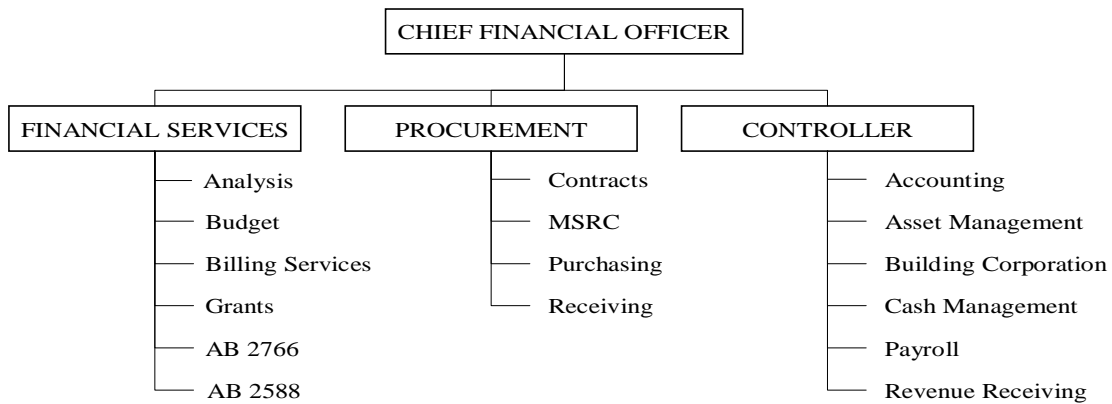 CHIEF FINANCIAL OFFICER
FINANCIAL SERVICES
Analysis
Budget
Billing Services
Grants
AB 2766
AB 2588
PROCUREMENT
Contracts
MSRC
Purchasing
Receiving
CONTROLLER
Accounting
Asset Management
Building Corporation
Cash Management
Payroll
Revenue Receiving